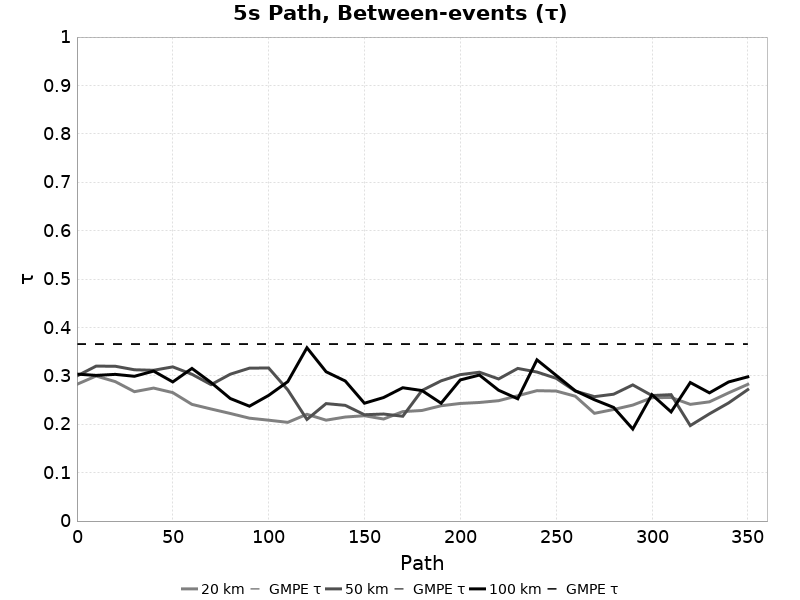 5s Path, Between-events (τ)
1
0.9
0.8
0.7
0.6
0.5
0.4
0.3
0.2
0.1
0
τ
0 50 100 150 200 250 300 350
Path
20 km GMPE τ 50 km GMPE τ 100 km GMPE τ